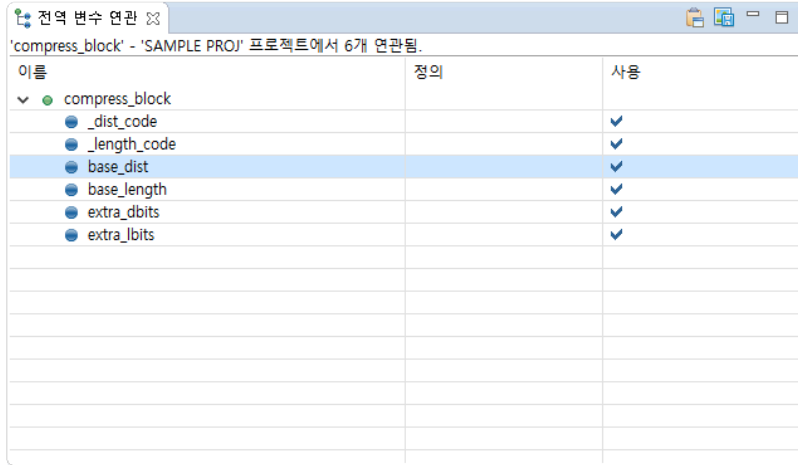 전역 변수 연관
'compress_block' - 'SAMPLE PROJ' 프로젝트에서 6개 연관됨.
이름 정의 사용
compress_block
_dist_code
_length_code
base_dist
base_length
extra_dbits
extra_lbits